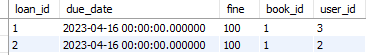 loan_id due_date fine book_id user_id
1 2023-04-16 00:00:00.000000 100 1 3
2 2023-04-16 00:00:00.000000 100 1 2